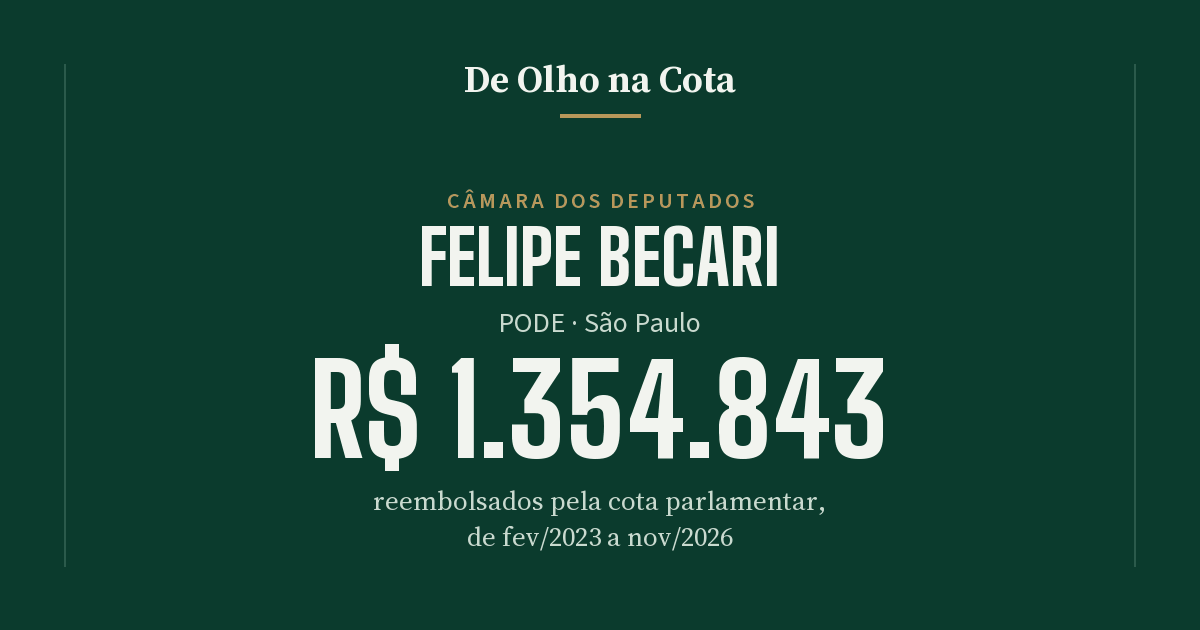 De Olho na Cota
CÂMARA DOS DEPUTADOS
FELIPE BECARI
PODE · São Paulo
R$ 1.354.843
reembolsados pela cota parlamentar,
de fev/2023 a nov/2026